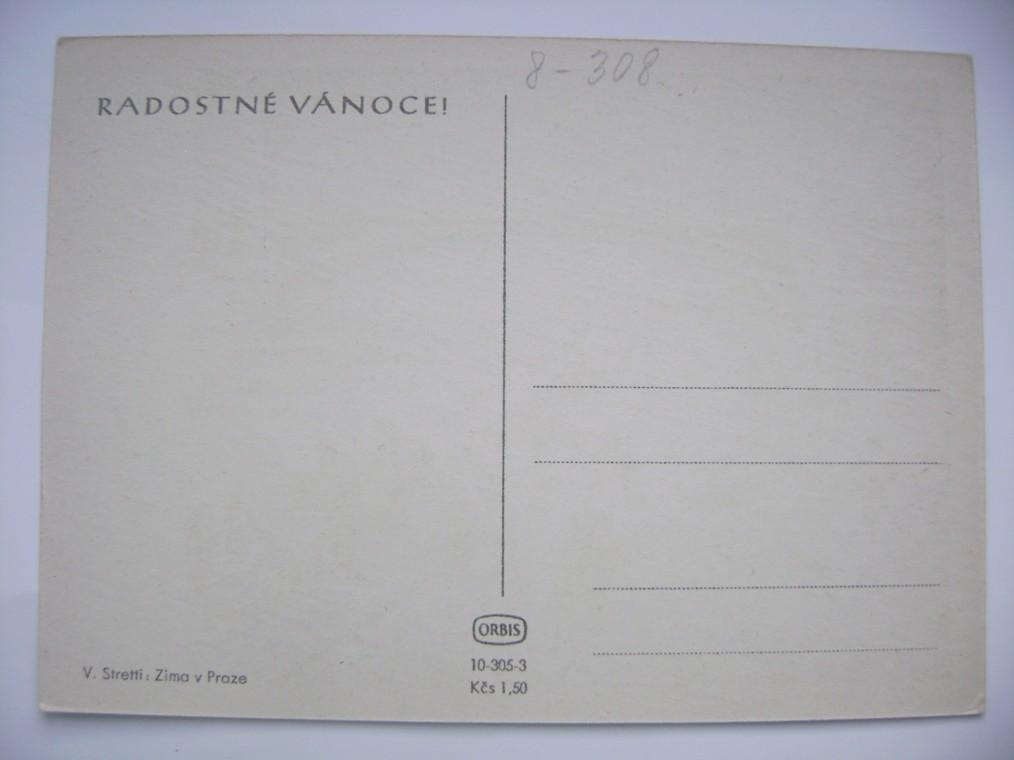 8-308
RADOSTNÉ VÁNOCE!
ORBIS
10-305-3
Kčs 1,50
V. Stretti: Zima v Praze